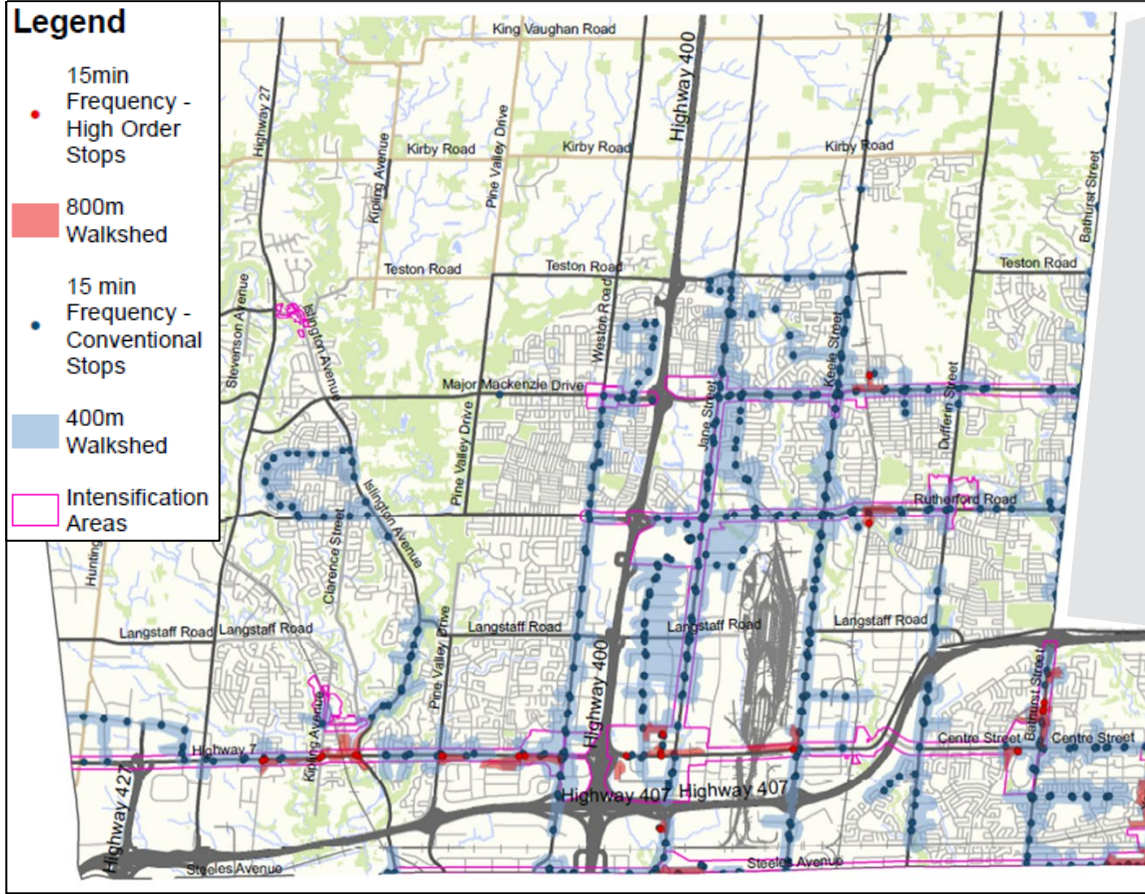 Legend
15min
Frequency -
High Order
Stops
800m
Walkshed
15 min
Frequency -
Conventional
Stops
400m
Walkshed
Intensification
Areas
King Vaughan Road
Highway 27
Highway 400
Pine Valley Drive
Kipling Avenue
Kirby Road
Kirby Road
Kirby Road
Bathurst Street
Teston Road
Teston Road
Teston Road
Stevenson Avenue
Islington Avenue
Weston Road
Keele Street
Major Mackenzie Drive
Jane Street
Dufferin Street
Pine Valley Drive
Rutherford Road
Islington Avenue
Clarence Street
Hunting
Langstaff Road
Langstaff Road
Langstaff Road
Langstaff Road
Langstaff Road
Pine Valley Drive
Highway 400
Bathurst Street
Kipling Avenue
Highway 7
Centre Street
Centre Street
Highway 427
Highway 407
Highway 407
Steeles Avenue
Steeles Avenue